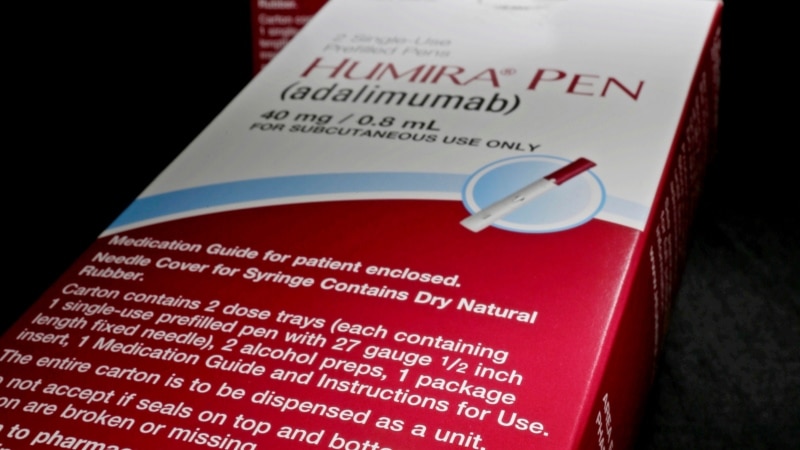 Rubber.
2 Single-Use
Prefilled Pens
HUMIRA® PEN
(adalimumab)
40 mg / 0.8 mL
FOR SUBCUTANEOUS USE ONLY
Medication Guide for patient enclosed.
Needle Cover for Syringe Contains Dry Natural
Rubber.
Carton contains 2 dose trays (each containing
1 single-use prefilled pen with 27 gauge 1/2 inch
length fixed needle), 2 alcohol preps, 1 package
insert, 1 Medication Guide and Instructions for Use.
The entire carton is to be dispensed as a unit.
not accept if seals on top and
on are broken or missing.
to